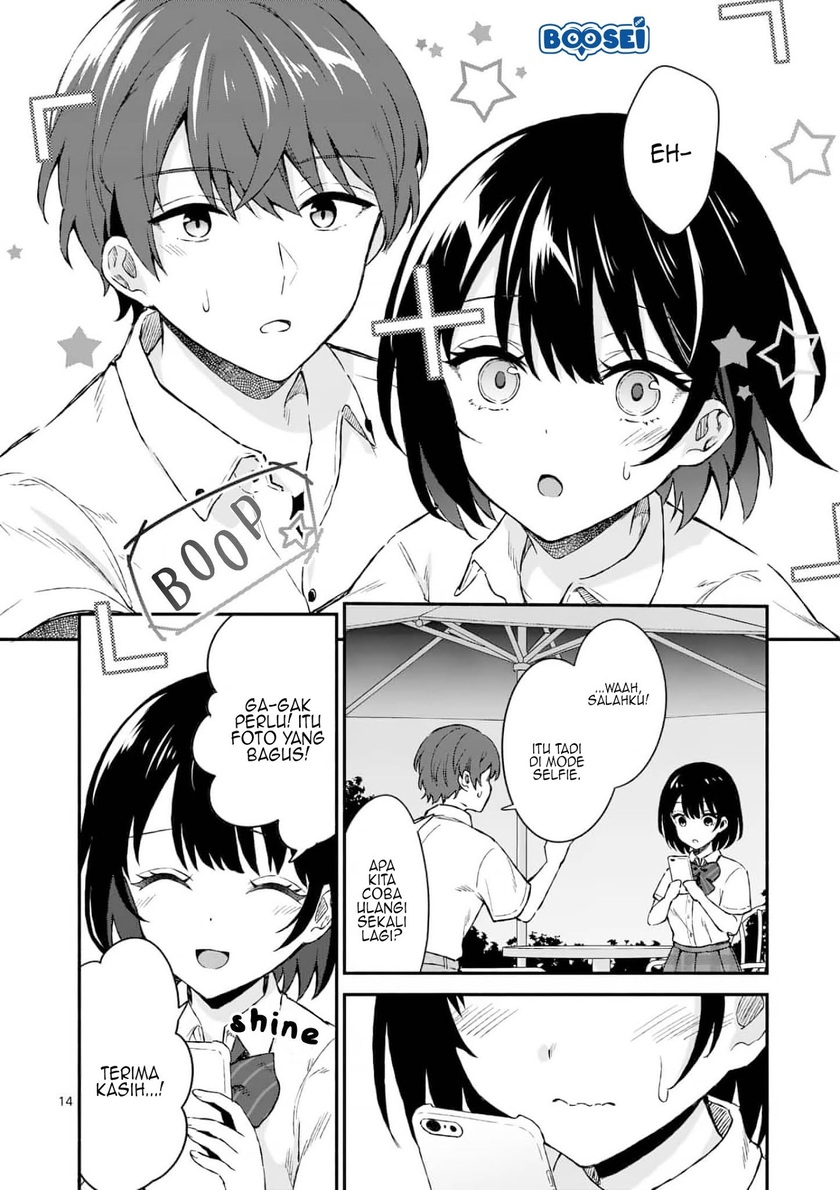 BOOSEI
EH-
BOOP
...WAAH,
SALAHKU!
ITU TADI
DI MODE
SELFIE.
APA
KITA
COBA
ULANGI
SEKALI
LAGI?
GA-GAK
PERLU! ITU
FOTO YANG
BAGUS!
shine
TERIMA
KASIH...!
14